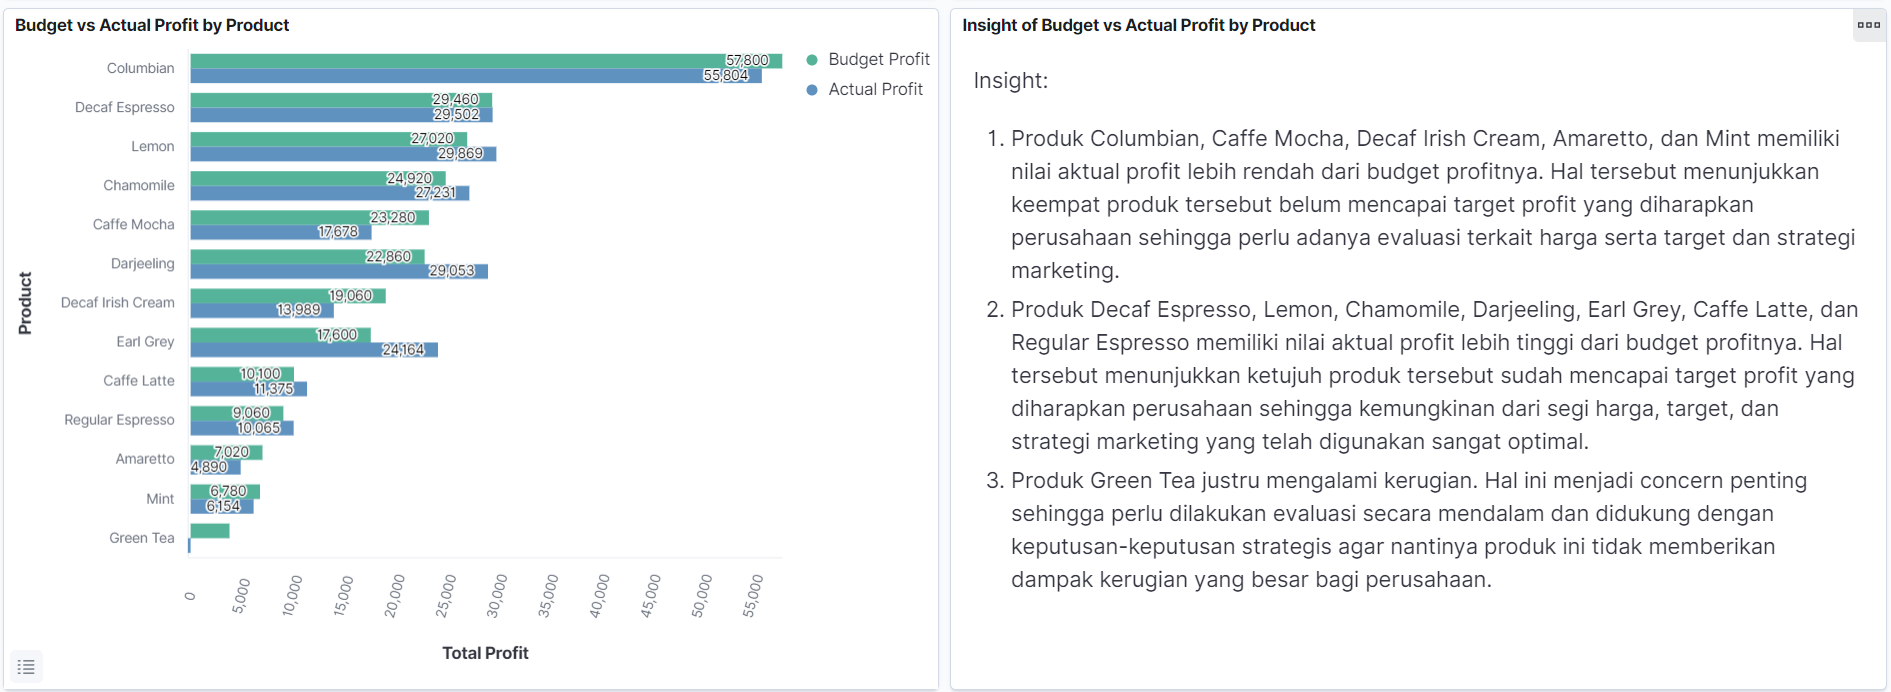 Budget vs Actual Profit by Product
Product
Columbian
57,800
55,804
Decaf Espresso
29,460
29,502
Lemon
27,020
29,869
Chamomile
24,920
27,231
Caffe Mocha
23,280
17,678
Darjeeling
22,860
29,053
Decaf Irish Cream
19,060
13,989
Earl Grey
17,600
24,164
Caffe Latte
10,100
11,375
Regular Espresso
9,060
10,065
Amaretto
7,020
4,890
Mint
6,780
6,154
Green Tea
0 5,000 10,000 15,000 20,000 25,000 30,000 35,000 40,000 45,000 50,000 55,000
Total Profit
Budget Profit
Actual Profit
Insight of Budget vs Actual Profit by Product
Insight:
1. Produk Columbian, Caffe Mocha, Decaf Irish Cream, Amaretto, dan Mint memiliki
nilai aktual profit lebih rendah dari budget profitnya. Hal tersebut menunjukkan
keempat produk tersebut belum mencapai target profit yang diharapkan
perusahaan sehingga perlu adanya evaluasi terkait harga serta target dan strategi
marketing.
2. Produk Decaf Espresso, Lemon, Chamomile, Darjeeling, Earl Grey, Caffe Latte, dan
Regular Espresso memiliki nilai aktual profit lebih tinggi dari budget profitnya. Hal
tersebut menunjukkan ketujuh produk tersebut sudah mencapai target profit yang
diharapkan perusahaan sehingga kemungkinan dari segi harga, target, dan
strategi marketing yang telah digunakan sangat optimal.
3. Produk Green Tea justru mengalami kerugian. Hal ini menjadi concern penting
sehingga perlu dilakukan evaluasi secara mendalam dan didukung dengan
keputusan-keputusan strategis agar nantinya produk ini tidak memberikan
dampak kerugian yang besar bagi perusahaan.